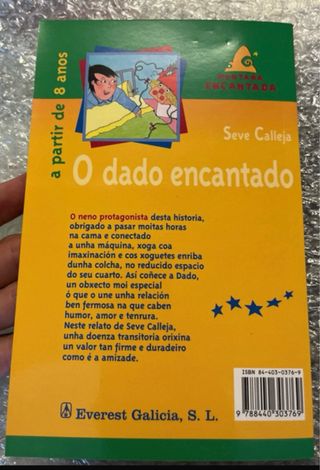 MONTAÑA
ENCANTADA
a partir de 8 anos
Seve Calleja
O dado encantado
O neno protagonista desta historia,
obrigado a pasar moitas horas
na cama e conectado
a unha máquina, xoga coa
imaxinación e cos xoguetes enriba
dunha colcha, no reducido espacio
do seu cuarto. Así coñece a Dado,
un obxecto moi especial
ó que o une unha relación
ben fermosa na que caben
humor, amor e tenrura.
Neste relato de Seve Calleja,
unha doenza transitoria orixina
un valor tan firme e duradeiro
como é a amizade.
ISBN 84-403-0376-9
9 788440 303769
Everest Galicia, S. L.